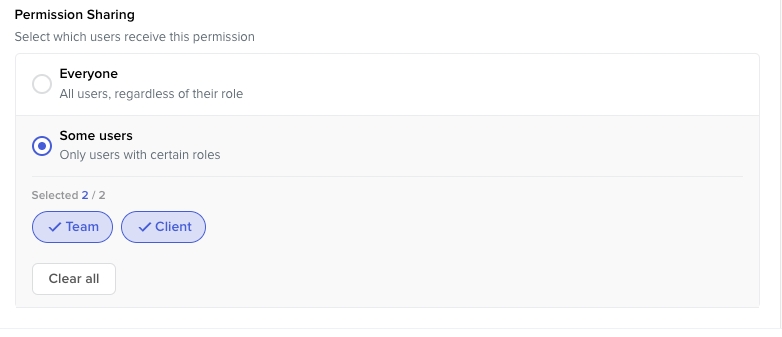 Permission Sharing
Select which users receive this permission
Everyone
All users, regardless of their role
Some users
Only users with certain roles
Selected 2 / 2
Team Client
Clear all